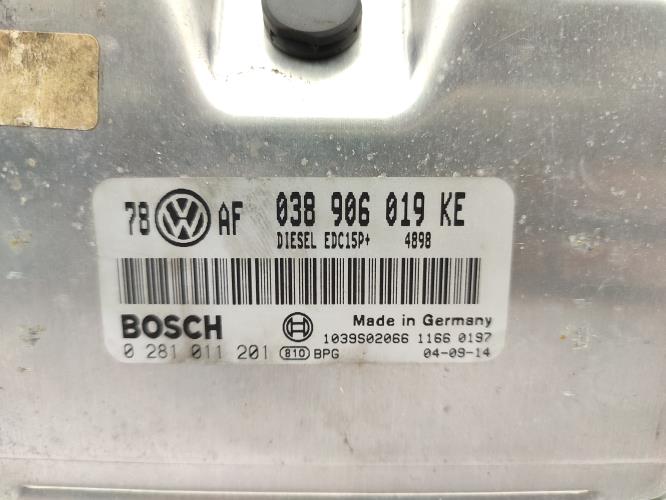 78 VW AF 038 906 019 KE
DIESEL EDC15P+ 4898
BOSCH Made in Germany
1039S02066 1166 0197
0 281 011 201 810 BPG 04-09-14